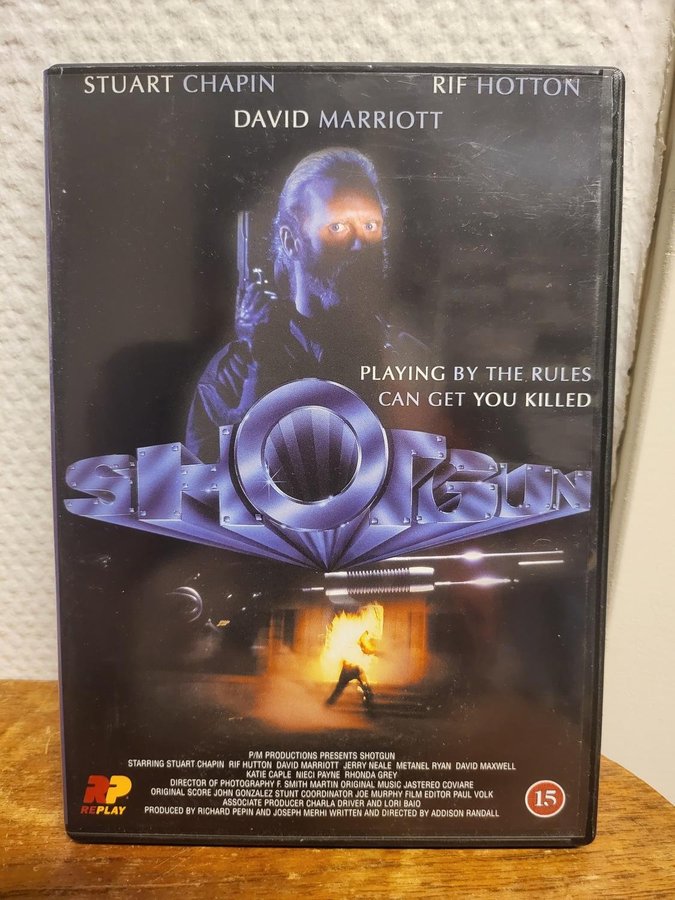 STUART CHAPIN RIF HOTTON
DAVID MARRIOTT
PLAYING BY THE RULES
CAN GET YOU KILLED
SHOTGUN
P/M PRODUCTIONS PRESENTS SHOTGUN
STARRING STUART CHAPIN RIF HUTTON DAVID MARRIOTT JERRY NEALE METANEL RYAN DAVID MAXWELL
KATIE CAPLE NIECI PAYNE RHONDA GREY
DIRECTOR OF PHOTOGRAPHY F. SMITH MARTIN ORIGINAL MUSIC JASTEREO COVIARE
ORIGINAL SCORE JOHN GONZALEZ STUNT COORDINATOR JOE MURPHY FILM EDITOR PAUL VOLK
ASSOCIATE PRODUCER CHARLA DRIVER AND LORI BAIO
PRODUCED BY RICHARD PEPIN AND JOSEPH MERHI WRITTEN AND DIRECTED BY ADDISON RANDALL
RP
REPLAY
15